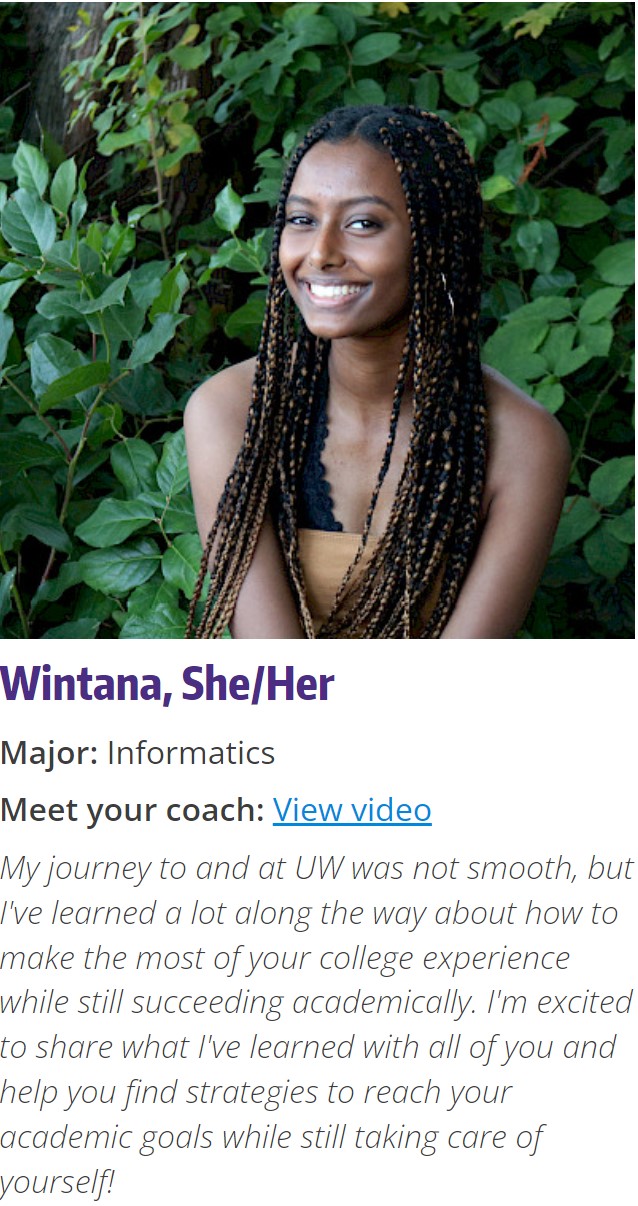 Wintana, She/Her
Major: Informatics
Meet your coach: View video
My journey to and at UW was not smooth, but
I've learned a lot along the way about how to
make the most of your college experience
while still succeeding academically. I'm excited
to share what I've learned with all of you and
help you find strategies to reach your
academic goals while still taking care of
yourself!